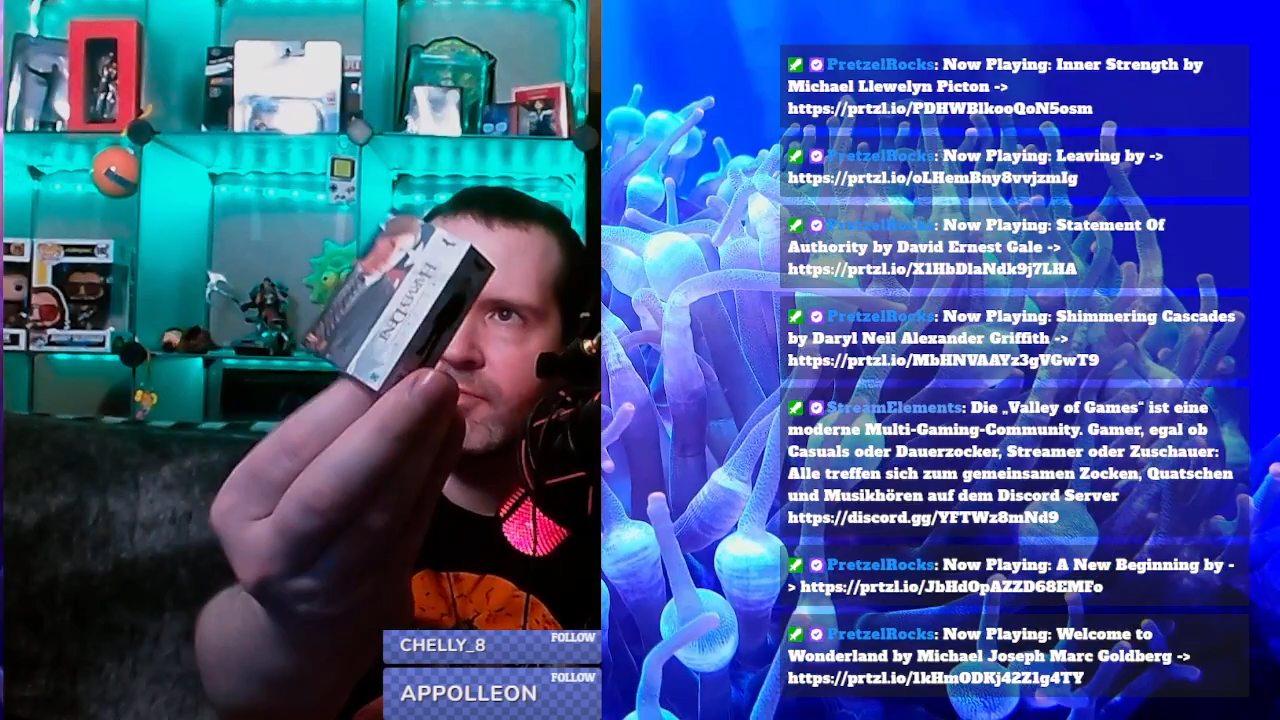 PretzelRocks: Now Playing: Inner Strength by
Michael Llewelyn Picton ->
https://prtzl.io/PDHWBlkooQoN5osm
PretzelRocks: Now Playing: Leaving by ->
https://prtzl.io/oLHemBny8vvjzmIg
PretzelRocks: Now Playing: Statement Of
Authority by David Ernest Gale ->
https://prtzl.io/X1HbDlaNdk9j7LHA
PretzelRocks: Now Playing: Shimmering Cascades
by Daryl Neil Alexander Griffith ->
https://prtzl.io/MbHNVAAYz3gVGwT9
StreamElements: Die „Valley of Games“ ist eine
moderne Multi-Gaming-Community. Gamer, egal ob
Casuals oder Dauerzocker, Streamer oder Zuschauer:
Alle treffen sich zum gemeinsamen Zocken, Quatschen
und Musikhören auf dem Discord Server
https://discord.gg/YFTWz8mNd9
PretzelRocks: Now Playing: A New Beginning by -
> https://prtzl.io/JbHdOpAZZD68EMFo
PretzelRocks: Now Playing: Welcome to
Wonderland by Michael Joseph Marc Goldberg ->
https://prtzl.io/1kHmODKj42Z1g4TY
CHELLY_8 FOLLOW
APPOLLEON FOLLOW